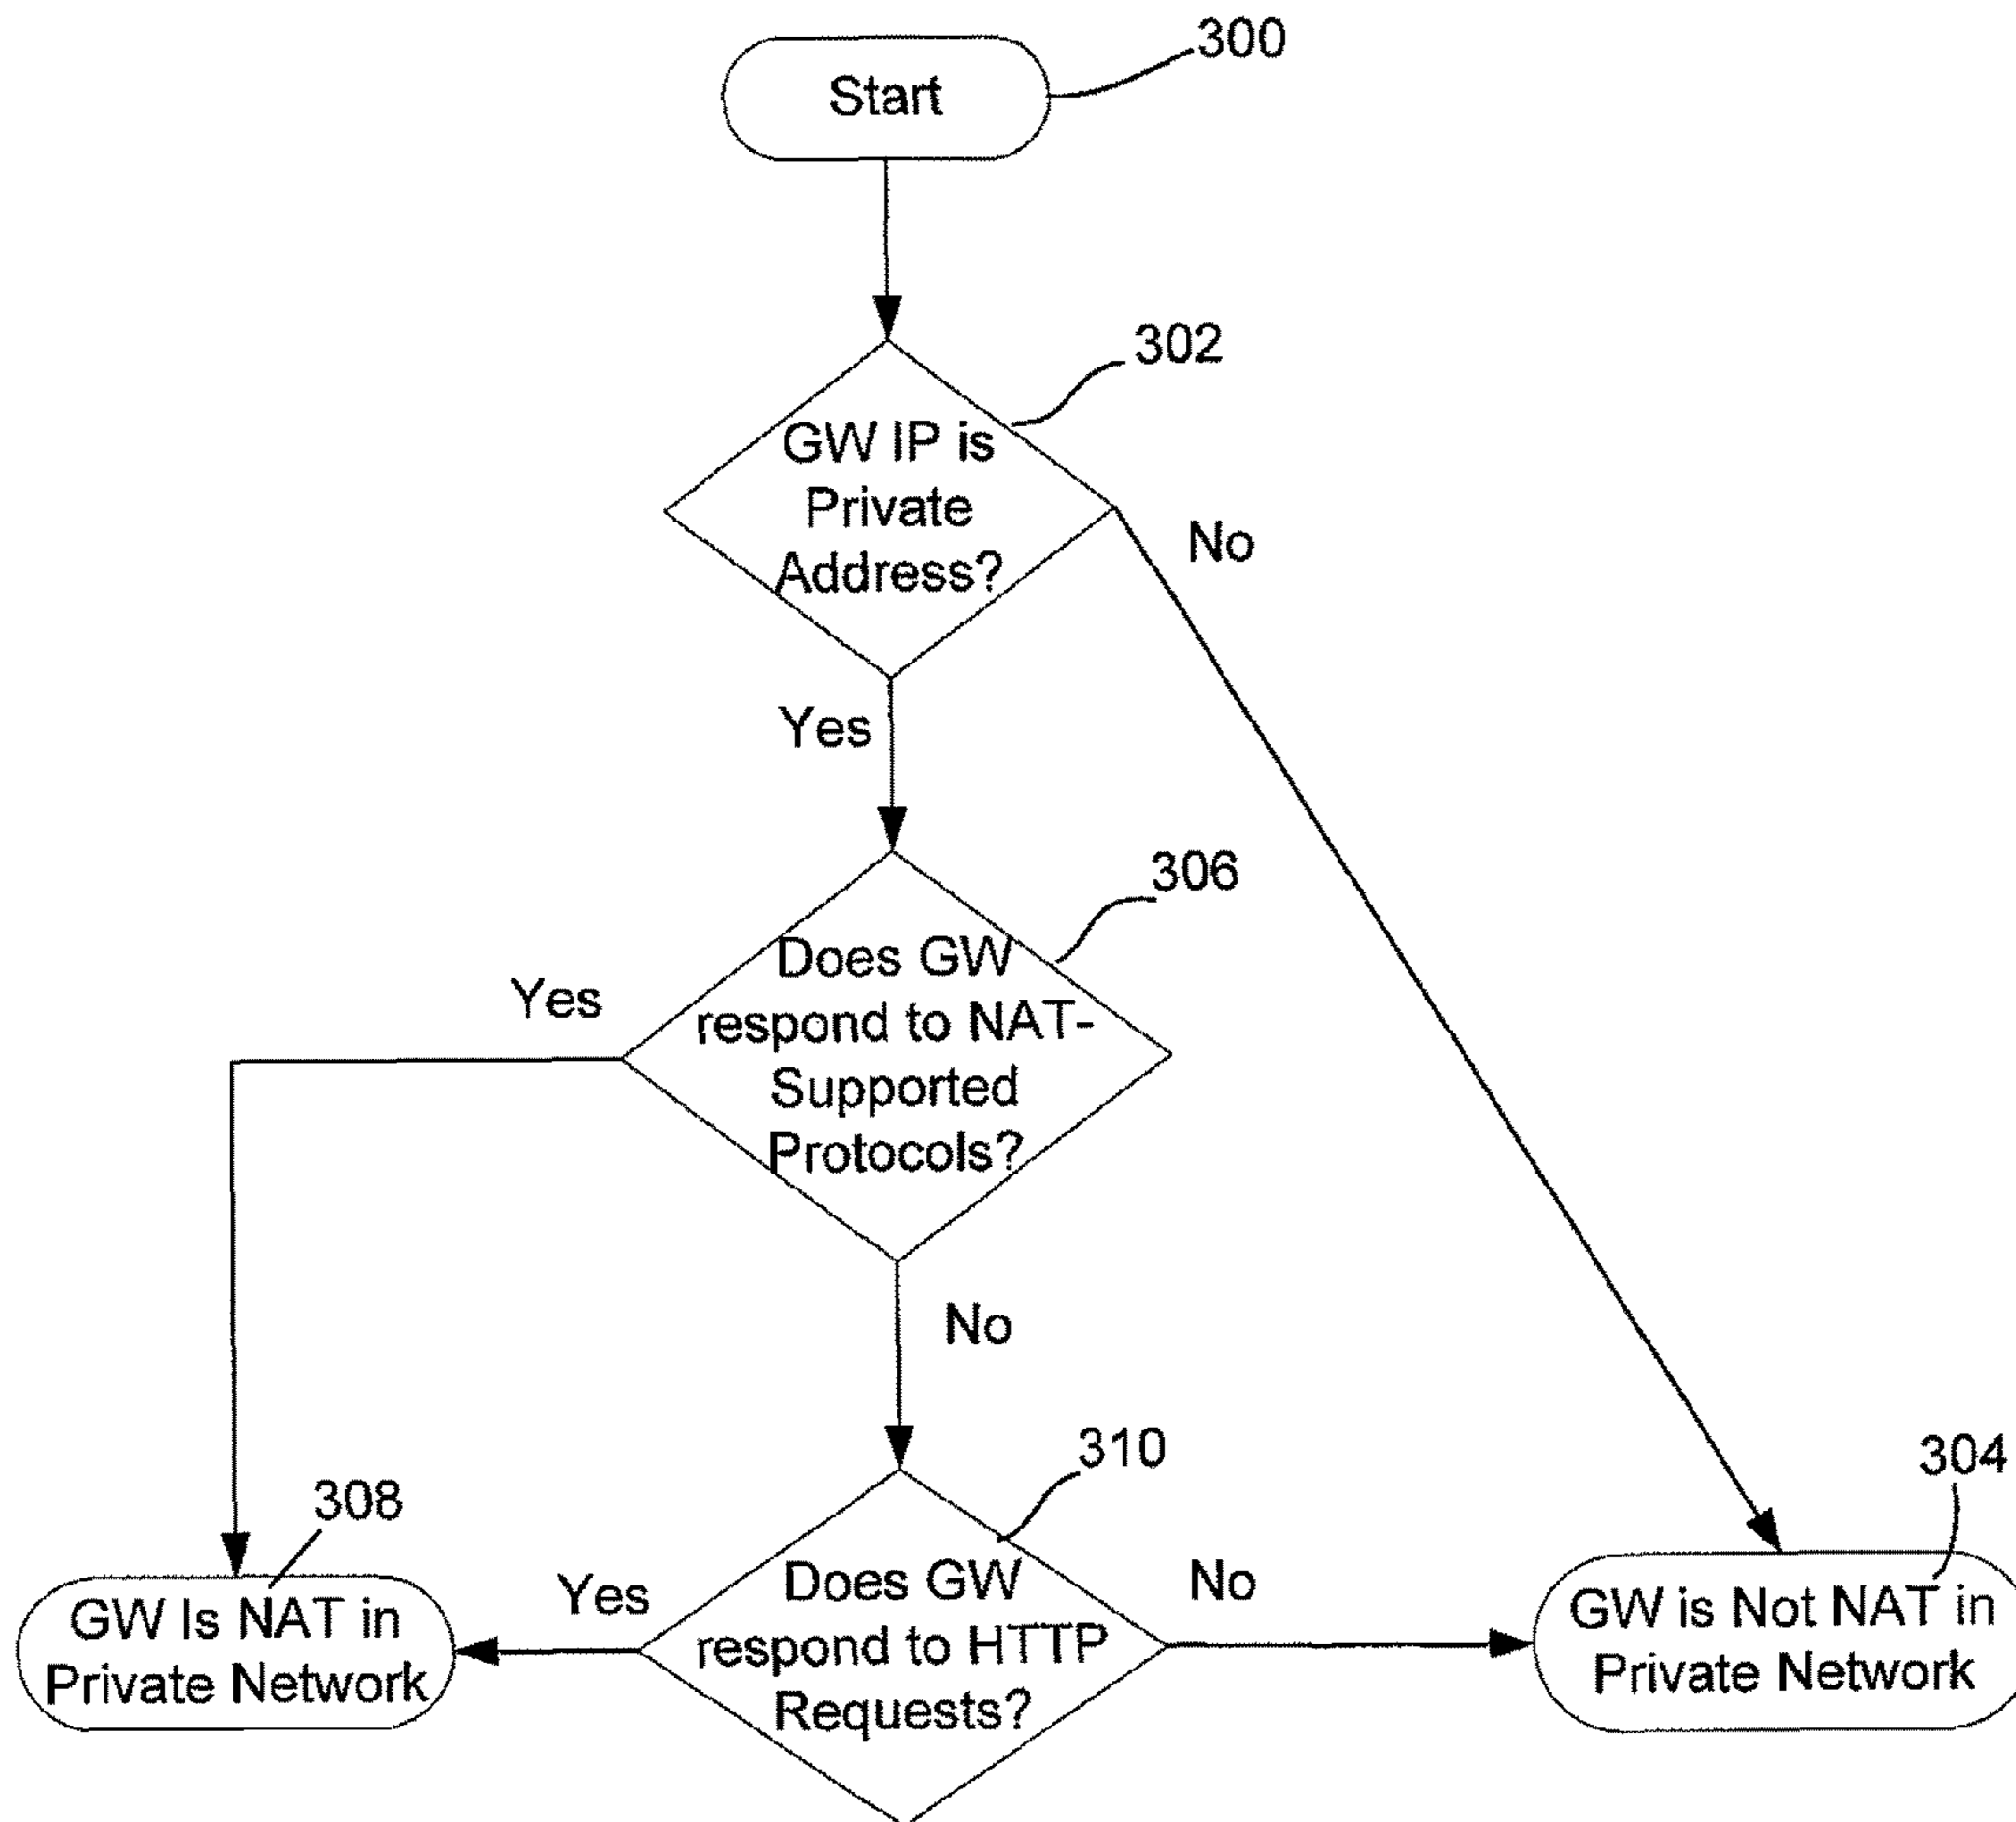 300
Start
302
GW IP is
Private
Address?
No
Yes
306
Does GW
respond to NAT-
Supported
Protocols?
Yes
No
310
304
308
Does GW
respond to HTTP
Requests?
Yes
No
GW Is NAT in
Private Network
GW is Not NAT in
Private Network